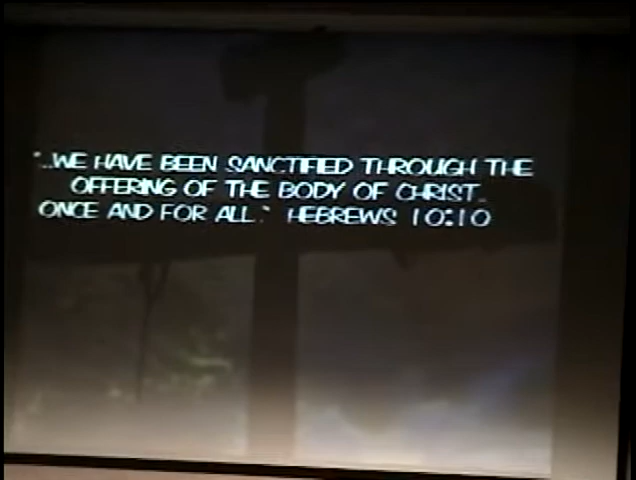 "...WE HAVE BEEN SANCTIFIED THROUGH THE
OFFERING OF THE BODY OF CHRIST...
ONCE AND FOR ALL." HEBREWS 10:10